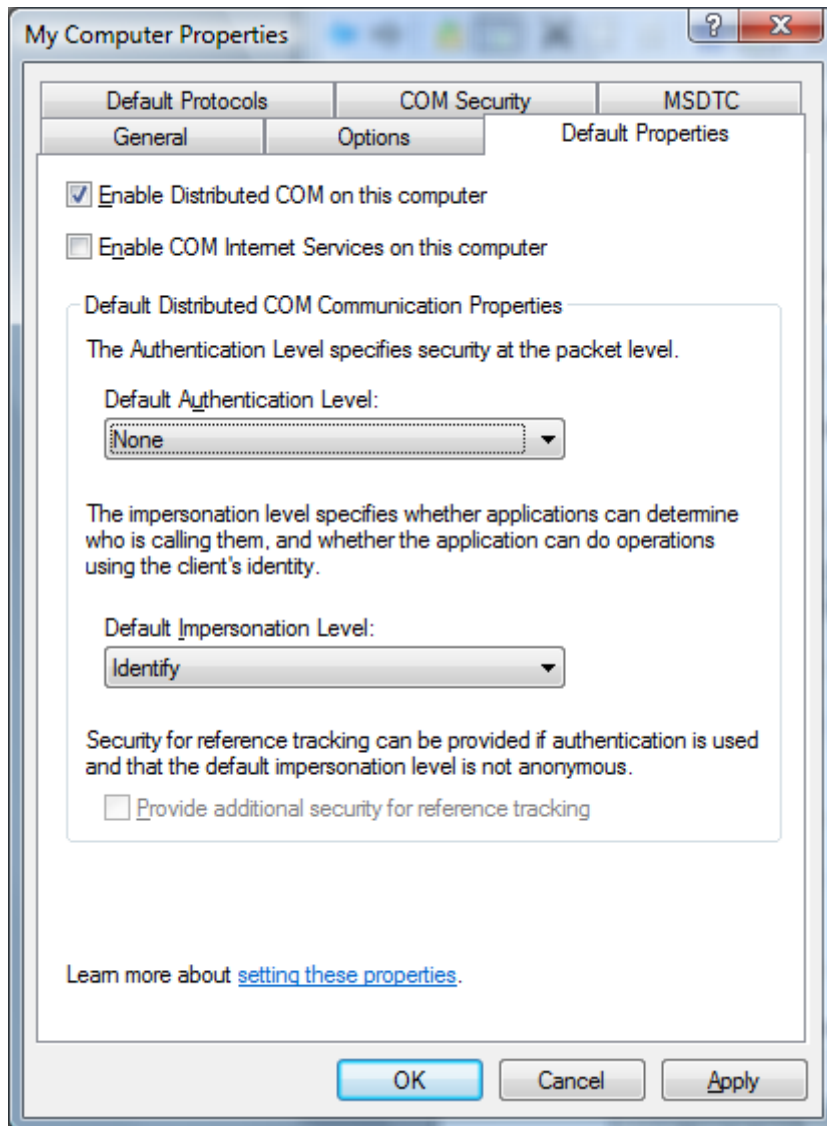 My Computer Properties
?
X
Default Protocols
COM Security
MSDTC
General
Options
Default Properties
Enable Distributed COM on this computer
Enable COM Internet Services on this computer
Default Distributed COM Communication Properties
The Authentication Level specifies security at the packet level.
Default Authentication Level:
None
The impersonation level specifies whether applications can determine
who is calling them, and whether the application can do operations
using the client's identity.
Default Impersonation Level:
Identify
Security for reference tracking can be provided if authentication is used
and that the default impersonation level is not anonymous.
Provide additional security for reference tracking
Learn more about setting these properties.
OK
Cancel
Apply